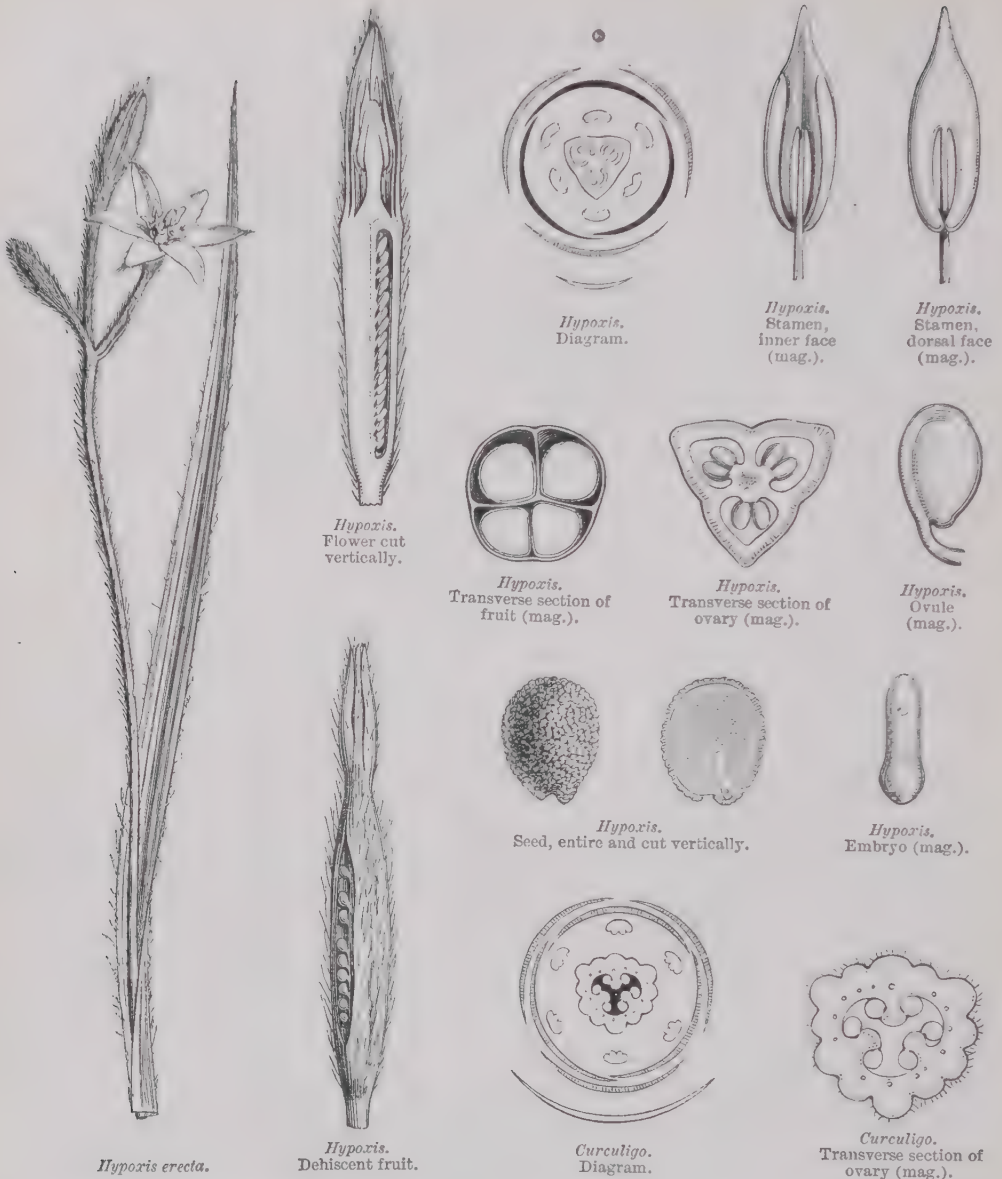 Hypoxis.
Diagram.
Hypoxis.
Stamen,
inner face
(mag.).
Hypoxis.
Stamen,
dorsal face
(mag.).
Hypoxis.
Flower cut
vertically.
Hypoxis.
Transverse section of
fruit (mag.).
Hypoxis.
Transverse section of
ovary (mag.).
Hypoxis.
Ovule
(mag.).
Hypoxis.
Seed, entire and cut vertically.
Hypoxis.
Embryo (mag.).
Hypoxis erecta.
Hypoxis.
Dehiscent fruit.
Curculigo.
Diagram.
Curculigo.
Transverse section of
ovary (mag.).